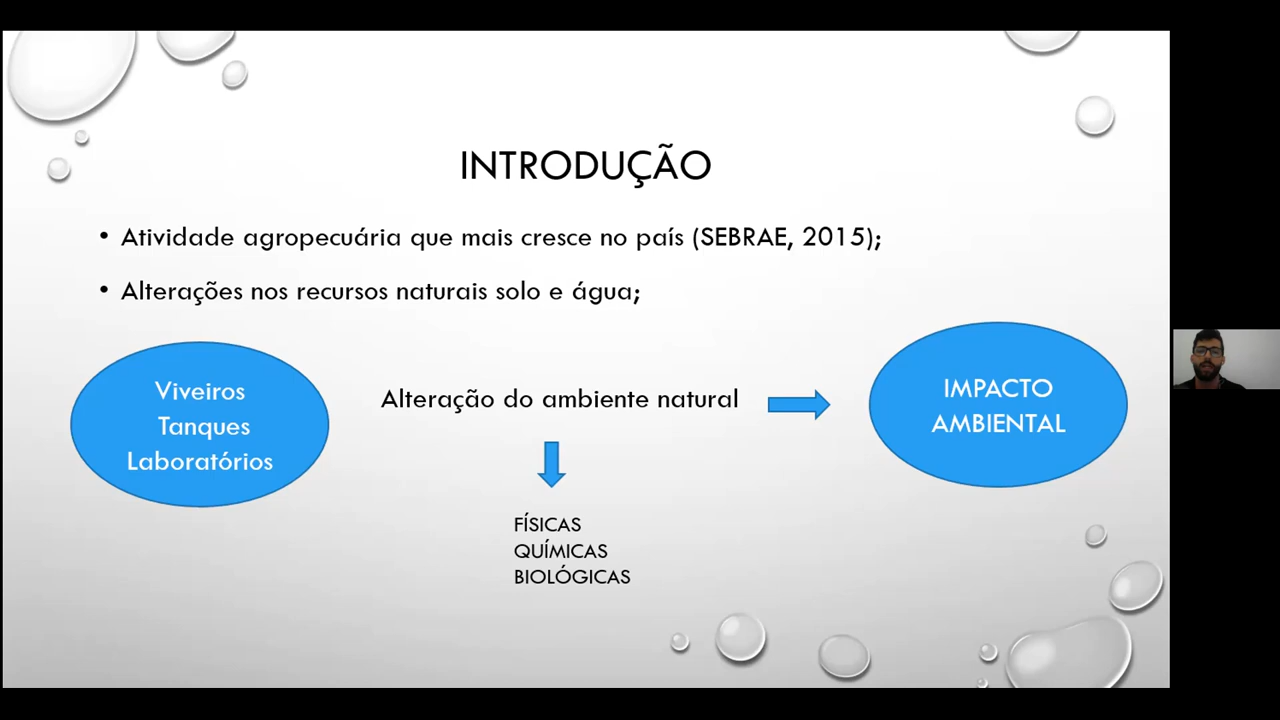 INTRODUÇÃO
• Atividade agropecuária que mais cresce no país (SEBRAE, 2015);
• Alterações nos recursos naturais solo e água;
Viveiros
Tanques
Laboratórios
Alteração do ambiente natural
IMPACTO
AMBIENTAL
FÍSICAS
QUÍMICAS
BIOLÓGICAS